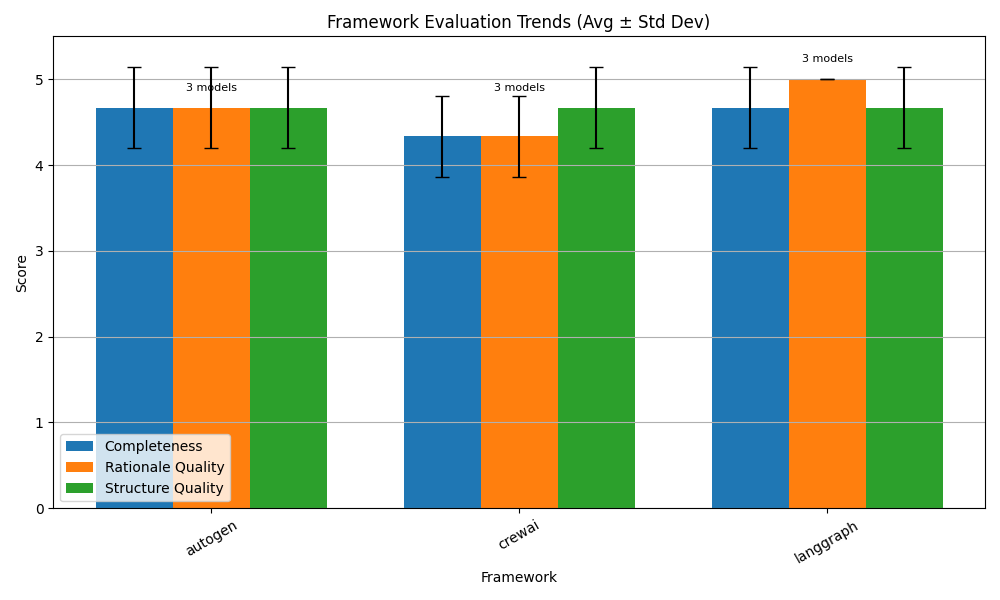 Framework Evaluation Trends (Avg ± Std Dev)
3 models
3 models
3 models
Score
5
4
3
2
1
0
Completeness
Rationale Quality
Structure Quality
autogen
crewai
langgraph
Framework